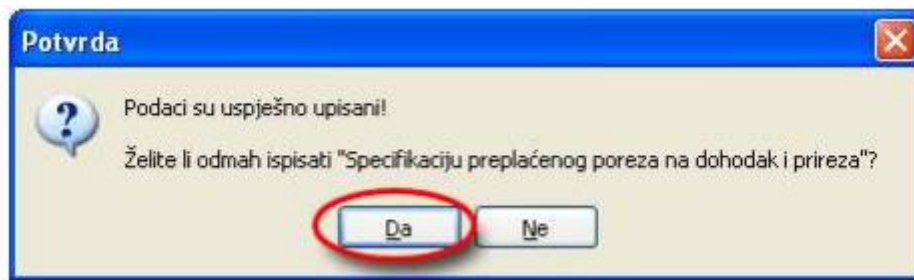 Potvrda
Podaci su uspješno upisani!
Želite li odmah ispisati "Specifikaciju preplaćenog poreza na dohodak i prireza"?
Da Ne